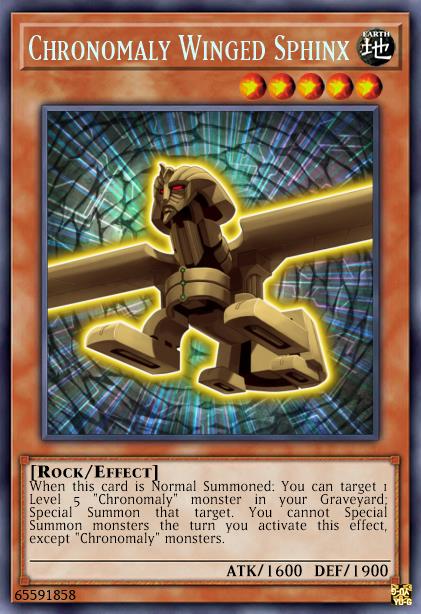 CHRONOMALY WINGED SPHINX
EARTH
地
[ROCK/EFFECT]
When this card is Normal Summoned: You can target 1
Level 5 "Chronomaly" monster in your Graveyard;
Special Summon that target. You cannot Special
Summon monsters the turn you activate this effect,
except "Chronomaly" monsters.
ATK/1600 DEF/1900
65591858